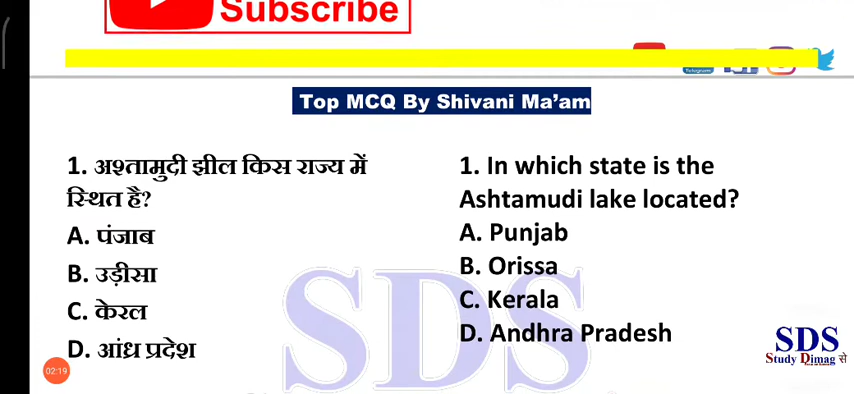 Subscribe
Telegram
Top MCQ By Shivani Ma'am
1. अश्तामुदी झील किस राज्य में
स्थित है?
A. पंजाब
B. उड़ीसा
C. केरल
D. आंध प्रदेश
1. In which state is the
Ashtamudi lake located?
A. Punjab
B. Orissa
C. Kerala
D. Andhra Pradesh
SDS
SDS
Study Dimag से
02:19